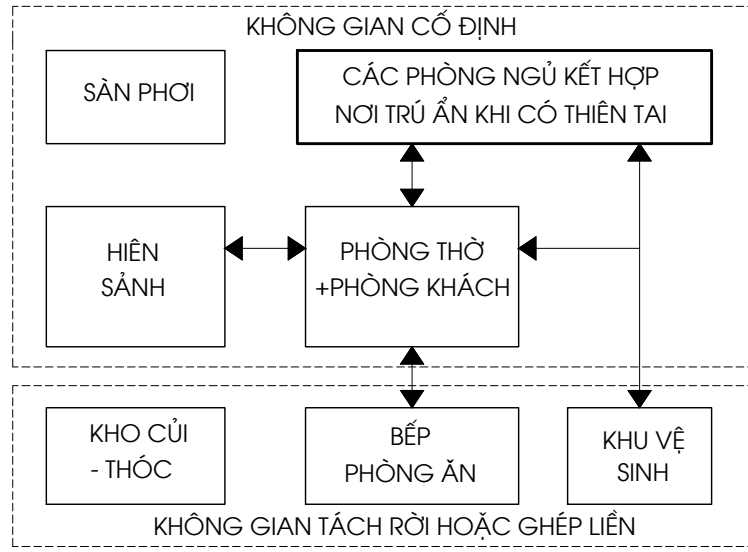 KHÔNG GIAN CỐ ĐỊNH
SÀN PHƠI
CÁC PHÒNG NGỦ KẾT HỢP
NƠI TRÚ ẨN KHI CÓ THIÊN TAI
HIÊN
SẢNH
PHÒNG THỜ
+PHÒNG KHÁCH
KHO CỦI
- THÓC
BẾP
PHÒNG ĂN
KHU VỆ
SINH
KHÔNG GIAN TÁCH RỜI HOẶC GHÉP LIỀN